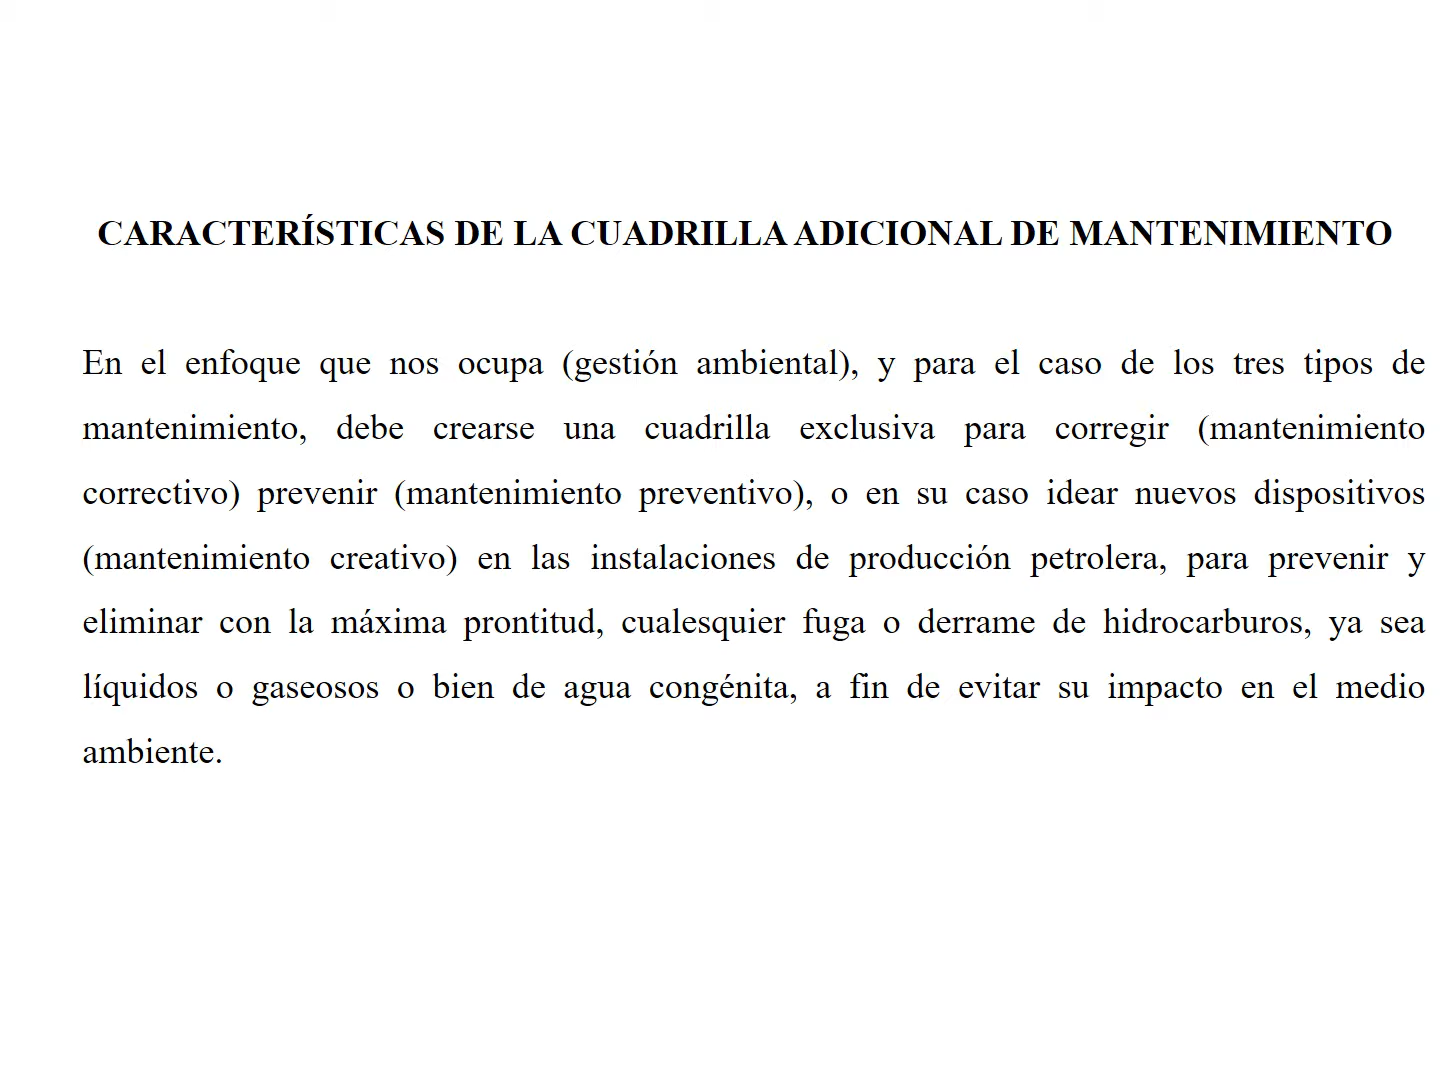 CARACTERÍSTICAS DE LA CUADRILLA ADICIONAL DE MANTENIMIENTO
En el enfoque que nos ocupa (gestión ambiental), y para el caso de los tres tipos de
mantenimiento, debe crearse una cuadrilla exclusiva para corregir (mantenimiento
correctivo) prevenir (mantenimiento preventivo), o en su caso idear nuevos dispositivos
(mantenimiento creativo) en las instalaciones de producción petrolera, para prevenir y
eliminar con la máxima prontitud, cualesquier fuga o derrame de hidrocarburos, ya sea
líquidos o gaseosos o bien de agua congénita, a fin de evitar su impacto en el medio
ambiente.